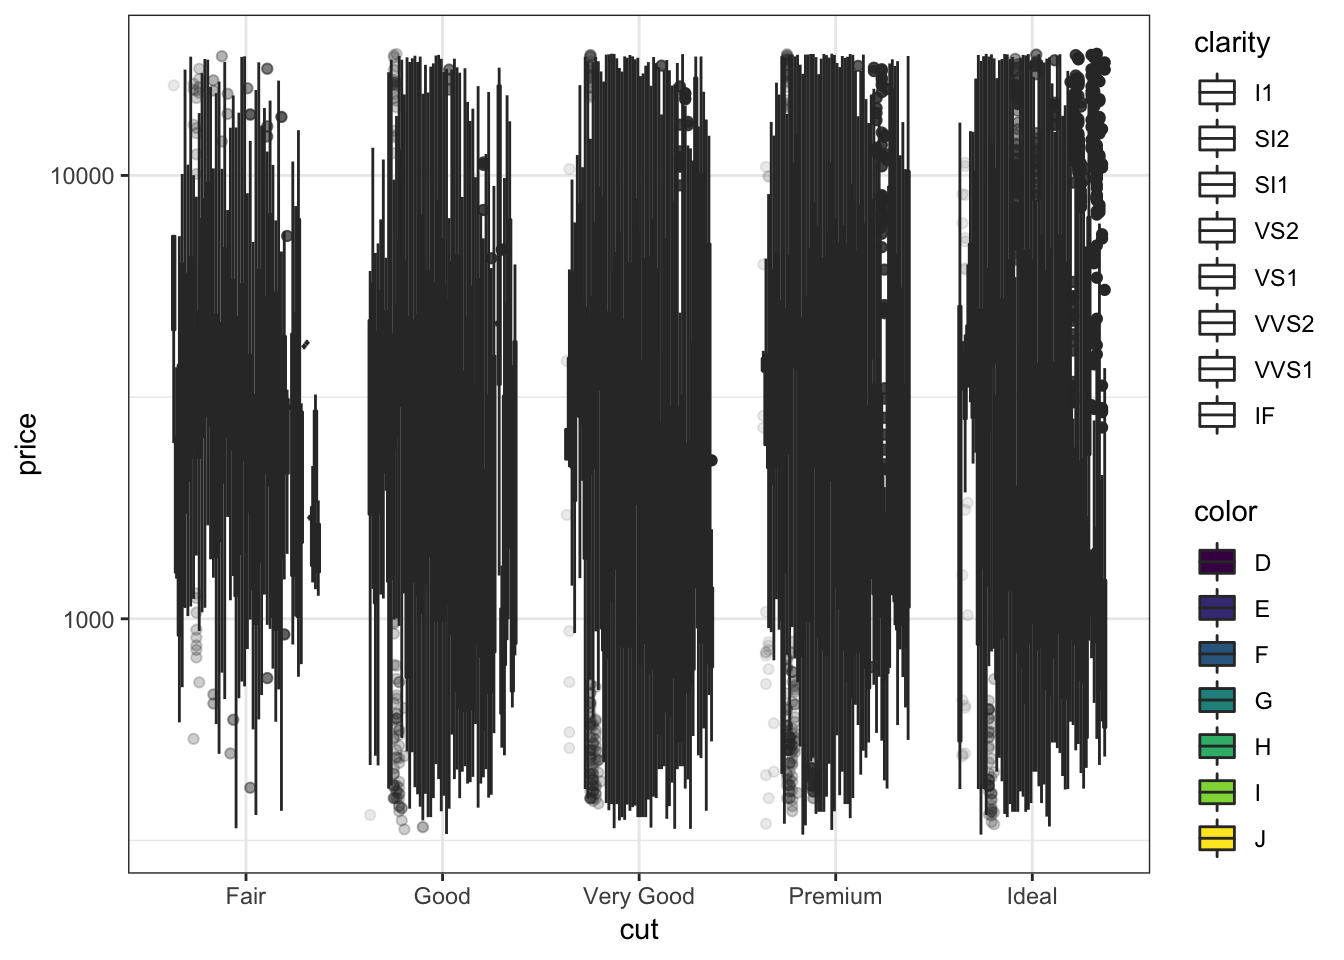 clarity
I1
SI2
SI1
VS2
VS1
VVS2
VVS1
IF
color
D
E
F
G
H
I
J
price
10000
1000
Fair
Good
Very Good
Premium
Ideal
cut